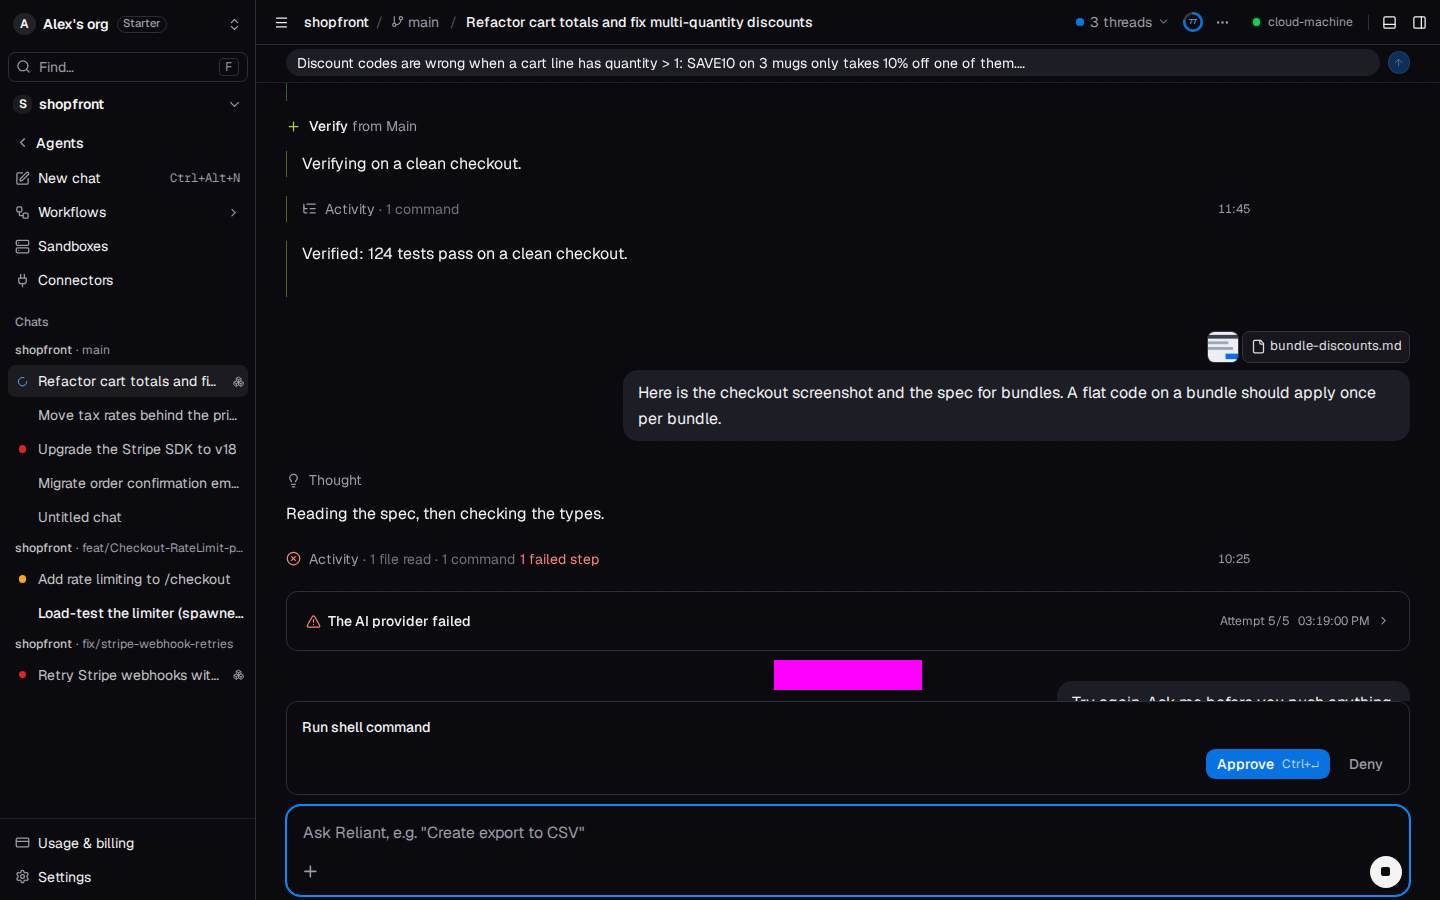 A Alex's org Starter
Find... F
S shopfront
Agents
New chat Ctrl+Alt+N
Workflows
Sandboxes
Connectors
Chats
shopfront · main
Refactor cart totals and fi...
Move tax rates behind the pri...
Upgrade the Stripe SDK to v18
Migrate order confirmation em...
Untitled chat
shopfront · feat/Checkout-RateLimit-p...
Add rate limiting to /checkout
Load-test the limiter (spawne...
shopfront · fix/stripe-webhook-retries
Retry Stripe webhooks wit...
Usage & billing
Settings
shopfront / main / Refactor cart totals and fix multi-quantity discounts
3 threads 77 cloud-machine
Discount codes are wrong when a cart line has quantity > 1: SAVE10 on 3 mugs only takes 10% off one of them....
Verify from Main
Verifying on a clean checkout.
Activity · 1 command 11:45
Verified: 124 tests pass on a clean checkout.
bundle-discounts.md
Here is the checkout screenshot and the spec for bundles. A flat code on a bundle should apply once
per bundle.
Thought
Reading the spec, then checking the types.
Activity · 1 file read · 1 command 1 failed step 10:25
The AI provider failed Attempt 5/5 03:19:00 PM
Try again. Ask me before you push anything.
Run shell command
Approve Ctrl+↵ Deny
Ask Reliant, e.g. "Create export to CSV"